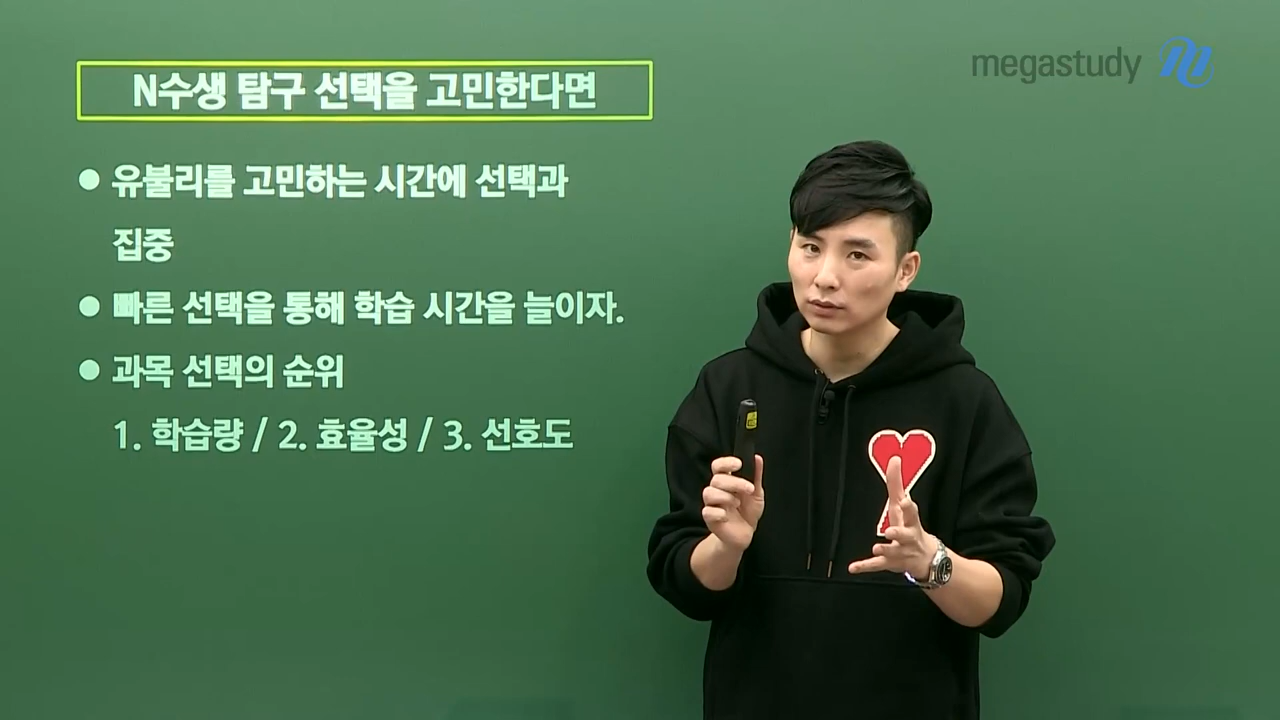 megastudy
N수생 탐구 선택을 고민한다면
● 유불리를 고민하는 시간에 선택과
집중
● 빠른 선택을 통해 학습 시간을 늘이자.
● 과목 선택의 순위
1. 학습량 / 2. 효율성 / 3. 선호도